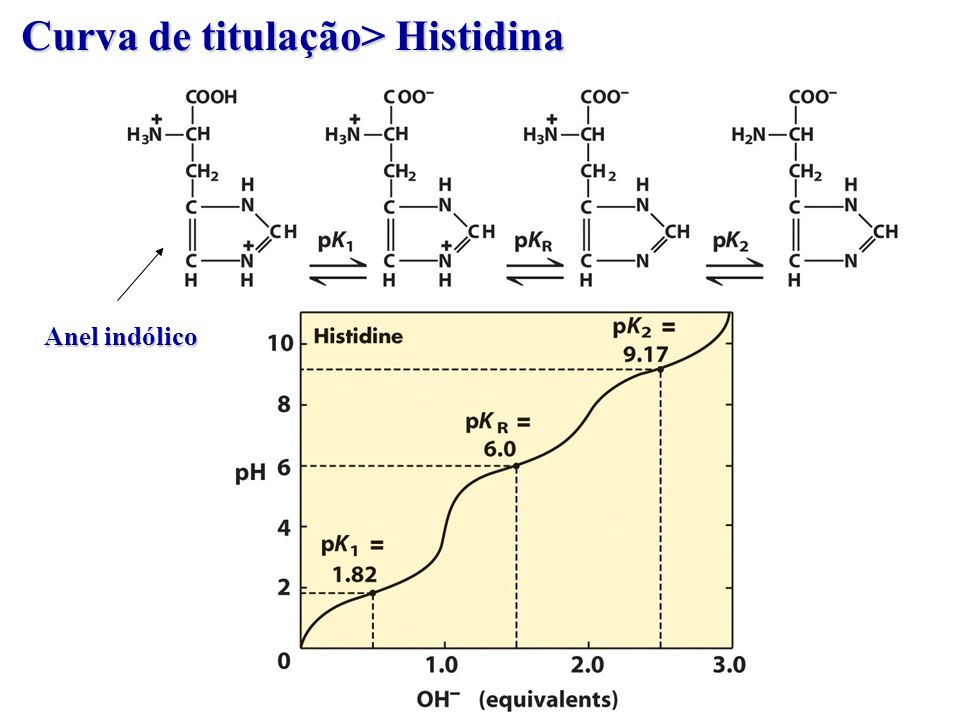 Curva de titulação> Histidina
COOH COO⁻ COO⁻ COO⁻
+ + +
H₃N—CH H₃N—CH H₃N—CH H₂N—CH
CH₂ CH₂ CH₂ CH₂
H H H H
C N C N C N C N
CH CH CH CH
+ +
C N C N C N C N
H H H H H H
pK₁ pK_R pK₂
Anel indólico
Histidine
pK₂ =
9.17
pK_R =
6.0
pK₁ =
1.82
10
8
6
4
2
0
pH
1.0 2.0 3.0
OH⁻ (equivalents)